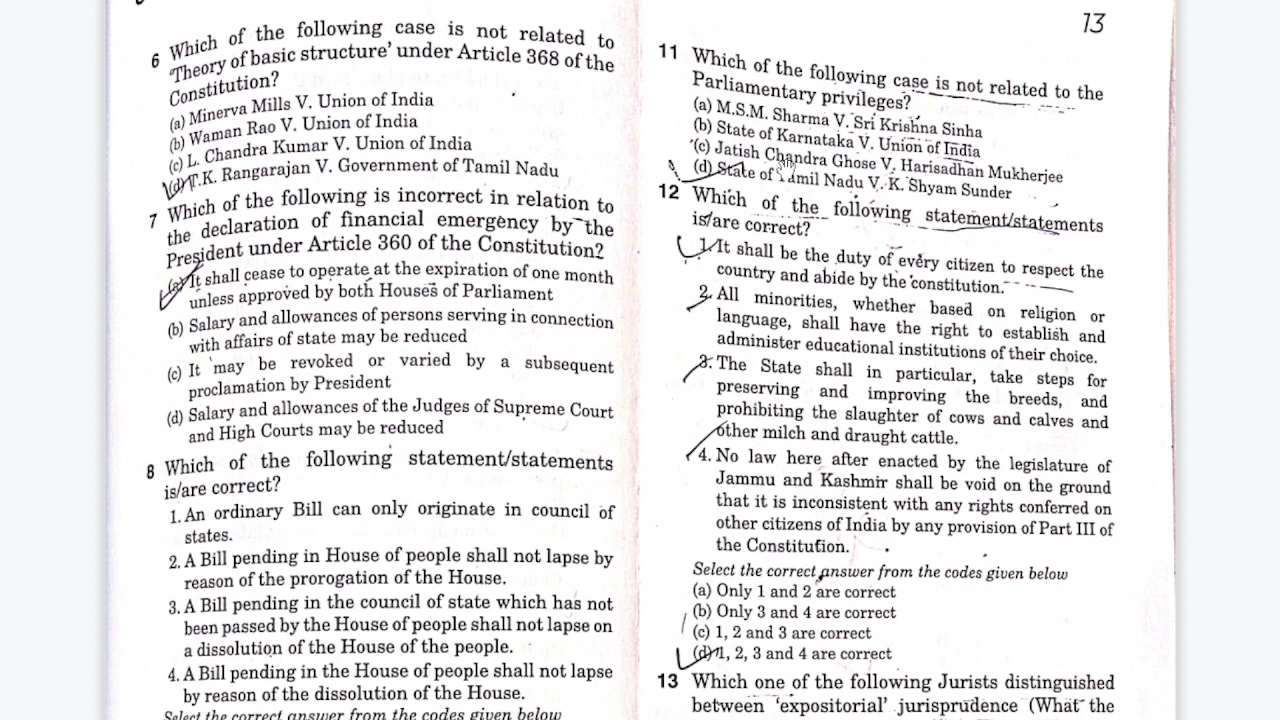 6 Which of the following case is not related to
'Theory of basic structure' under Article 368 of the
Constitution?
(a) Minerva Mills V. Union of India
(b) Waman Rao V. Union of India
(c) L. Chandra Kumar V. Union of India
(d) T.K. Rangarajan V. Government of Tamil Nadu
7 Which of the following is incorrect in relation to
the declaration of financial emergency by the
President under Article 360 of the Constitution?
(a) It shall cease to operate at the expiration of one month
unless approved by both Houses of Parliament
(b) Salary and allowances of persons serving in connection
with affairs of state may be reduced
(c) It may be revoked or varied by a subsequent
proclamation by President
(d) Salary and allowances of the Judges of Supreme Court
and High Courts may be reduced
8 Which of the following statement/statements
is/are correct?
1. An ordinary Bill can only originate in council of
states.
2. A Bill pending in House of people shall not lapse by
reason of the prorogation of the House.
3. A Bill pending in the council of state which has not
been passed by the House of people shall not lapse on
a dissolution of the House of the people.
4. A Bill pending in the House of people shall not lapse
by reason of the dissolution of the House.
Select the correct answer from the codes given below
13
11 Which of the following case is not related to the
Parliamentary privileges?
(a) M.S.M. Sharma V. Sri Krishna Sinha
(b) State of Karnataka V. Union of India
(c) Jatish Chandra Ghose V. Harisadhan Mukherjee
(d) State of Tamil Nadu V. K. Shyam Sunder
12 Which of the following statement/statements
is/are correct?
1. It shall be the duty of every citizen to respect the
country and abide by the constitution.
2. All minorities, whether based on religion or
language, shall have the right to establish and
administer educational institutions of their choice.
3. The State shall in particular, take steps for
preserving and improving the breeds, and
prohibiting the slaughter of cows and calves and
other milch and draught cattle.
4. No law here after enacted by the legislature of
Jammu and Kashmir shall be void on the ground
that it is inconsistent with any rights conferred on
other citizens of India by any provision of Part III of
the Constitution.
Select the correct answer from the codes given below
(a) Only 1 and 2 are correct
(b) Only 3 and 4 are correct
(c) 1, 2 and 3 are correct
(d) 1, 2, 3 and 4 are correct
13 Which one of the following Jurists distinguished
between 'expositorial' jurisprudence (What the